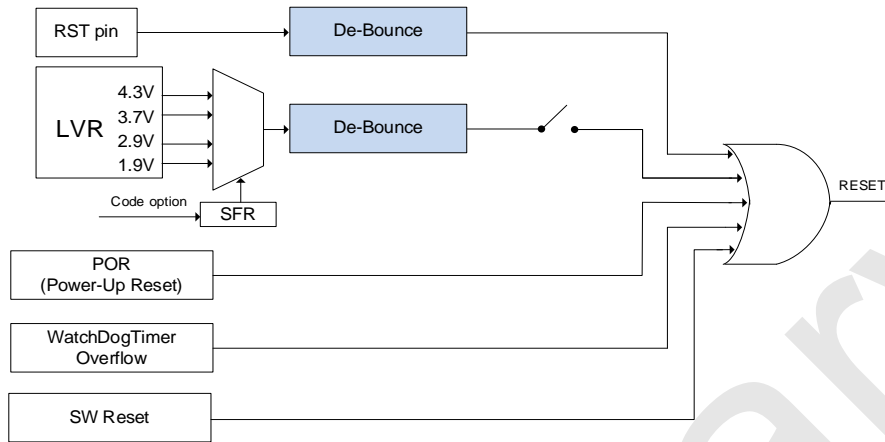 RST pin
De-Bounce
LVR
4.3V
3.7V
2.9V
1.9V
De-Bounce
Code option
SFR
RESET
POR
(Power-Up Reset)
WatchDogTimer
Overflow
SW Reset